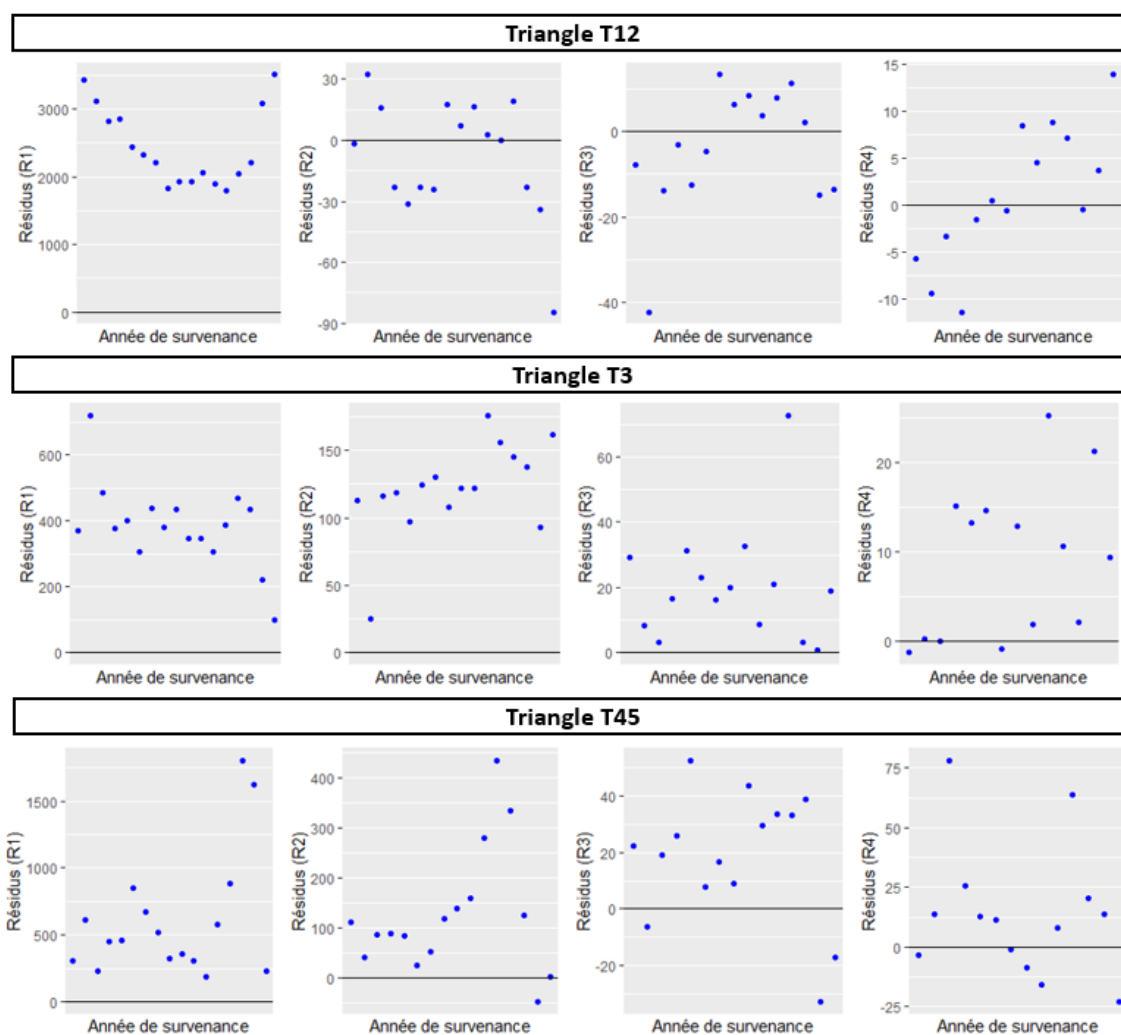 Triangle T12
Résidus (R1)
3000
2000
1000
0
Année de survenance
Résidus (R2)
30
0
-30
-60
-90
Année de survenance
Résidus (R3)
0
-20
-40
Année de survenance
Résidus (R4)
15
10
5
0
-5
-10
Année de survenance
Triangle T3
Résidus (R1)
600
400
200
0
Année de survenance
Résidus (R2)
150
100
50
0
Année de survenance
Résidus (R3)
60
40
20
0
Année de survenance
Résidus (R4)
20
10
0
Année de survenance
Triangle T45
Résidus (R1)
1500
1000
500
0
Année de survenance
Résidus (R2)
400
300
200
100
0
Année de survenance
Résidus (R3)
40
20
0
-20
Année de survenance
Résidus (R4)
75
50
25
0
-25
Année de survenance